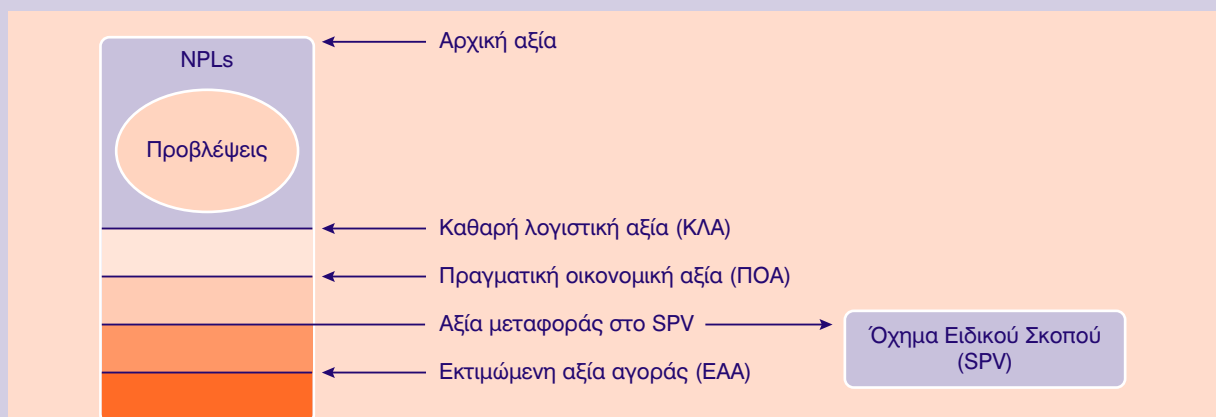 Αρχική αξία
NPLs
Προβλέψεις
Καθαρή λογιστική αξία (ΚΛΑ)
Πραγματική οικονομική αξία (ΠΟΑ)
Αξία μεταφοράς στο SPV
Όχημα Ειδικού Σκοπού
(SPV)
Εκτιμώμενη αξία αγοράς (ΕΑΑ)